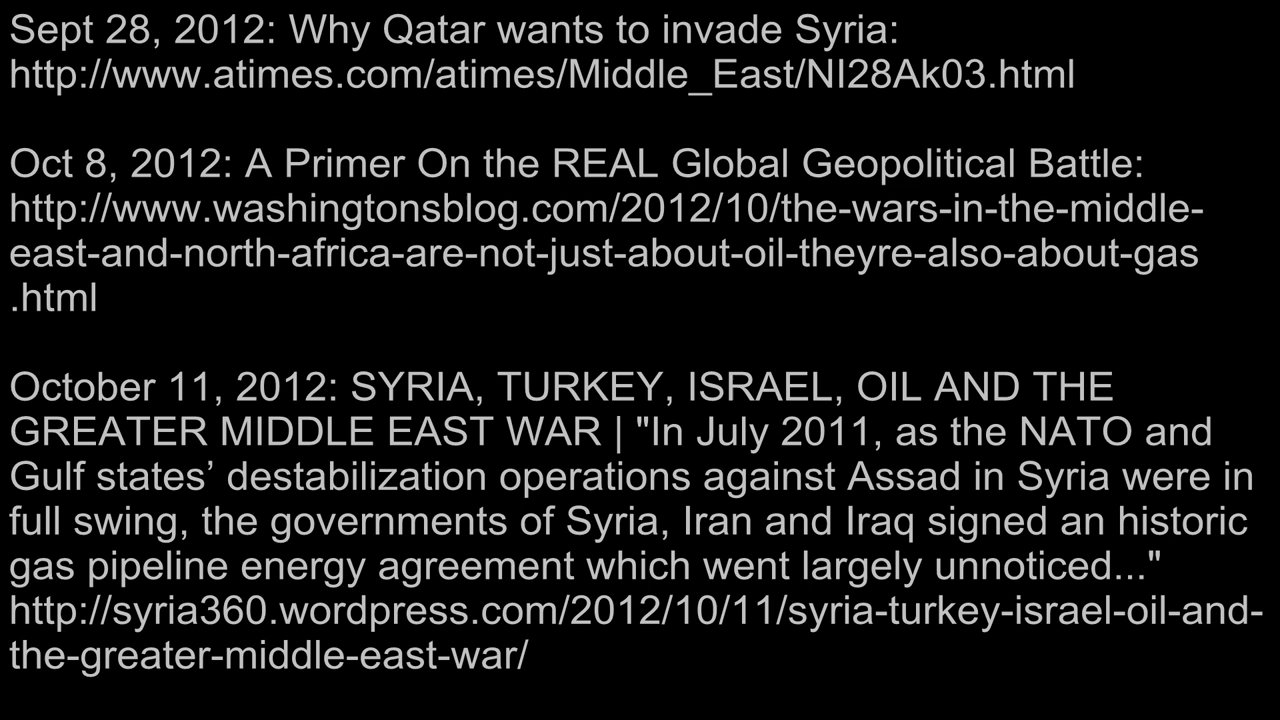 Sept 28, 2012: Why Qatar wants to invade Syria:
http://www.atimes.com/atimes/Middle_East/NI28Ak03.html
Oct 8, 2012: A Primer On the REAL Global Geopolitical Battle:
http://www.washingtonsblog.com/2012/10/the-wars-in-the-middle-
east-and-north-africa-are-not-just-about-oil-theyre-also-about-gas
.html
October 11, 2012: SYRIA, TURKEY, ISRAEL, OIL AND THE
GREATER MIDDLE EAST WAR | "In July 2011, as the NATO and
Gulf states’ destabilization operations against Assad in Syria were in
full swing, the governments of Syria, Iran and Iraq signed an historic
gas pipeline energy agreement which went largely unnoticed..."
http://syria360.wordpress.com/2012/10/11/syria-turkey-israel-oil-and-
the-greater-middle-east-war/